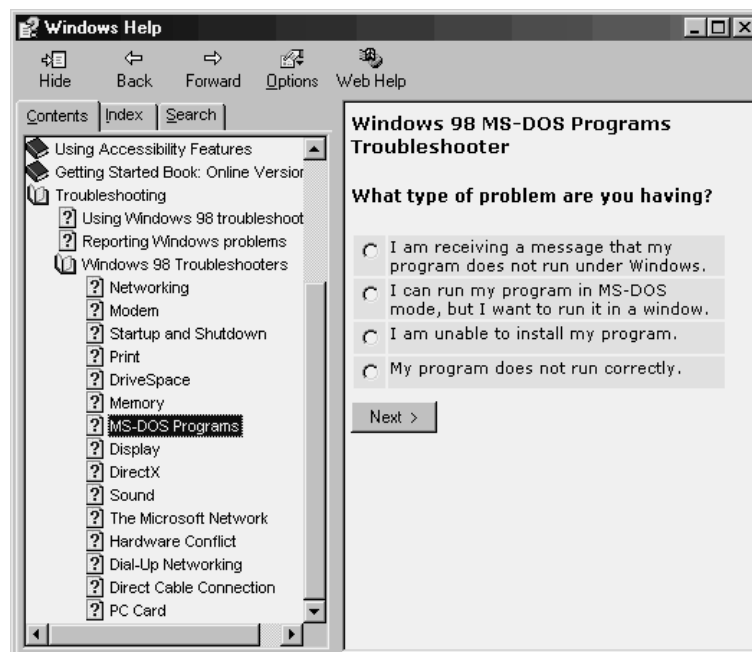 Windows Help
Hide Back Forward Options Web Help
Contents Index Search
Using Accessibility Features
Getting Started Book: Online Version
Troubleshooting
Using Windows 98 troubleshoot
Reporting Windows problems
Windows 98 Troubleshooters
Networking
Modem
Startup and Shutdown
Print
DriveSpace
Memory
MS-DOS Programs
Display
DirectX
Sound
The Microsoft Network
Hardware Conflict
Dial-Up Networking
Direct Cable Connection
PC Card
Windows 98 MS-DOS Programs
Troubleshooter
What type of problem are you having?
I am receiving a message that my
program does not run under Windows.
I can run my program in MS-DOS
mode, but I want to run it in a window.
I am unable to install my program.
My program does not run correctly.
Next >